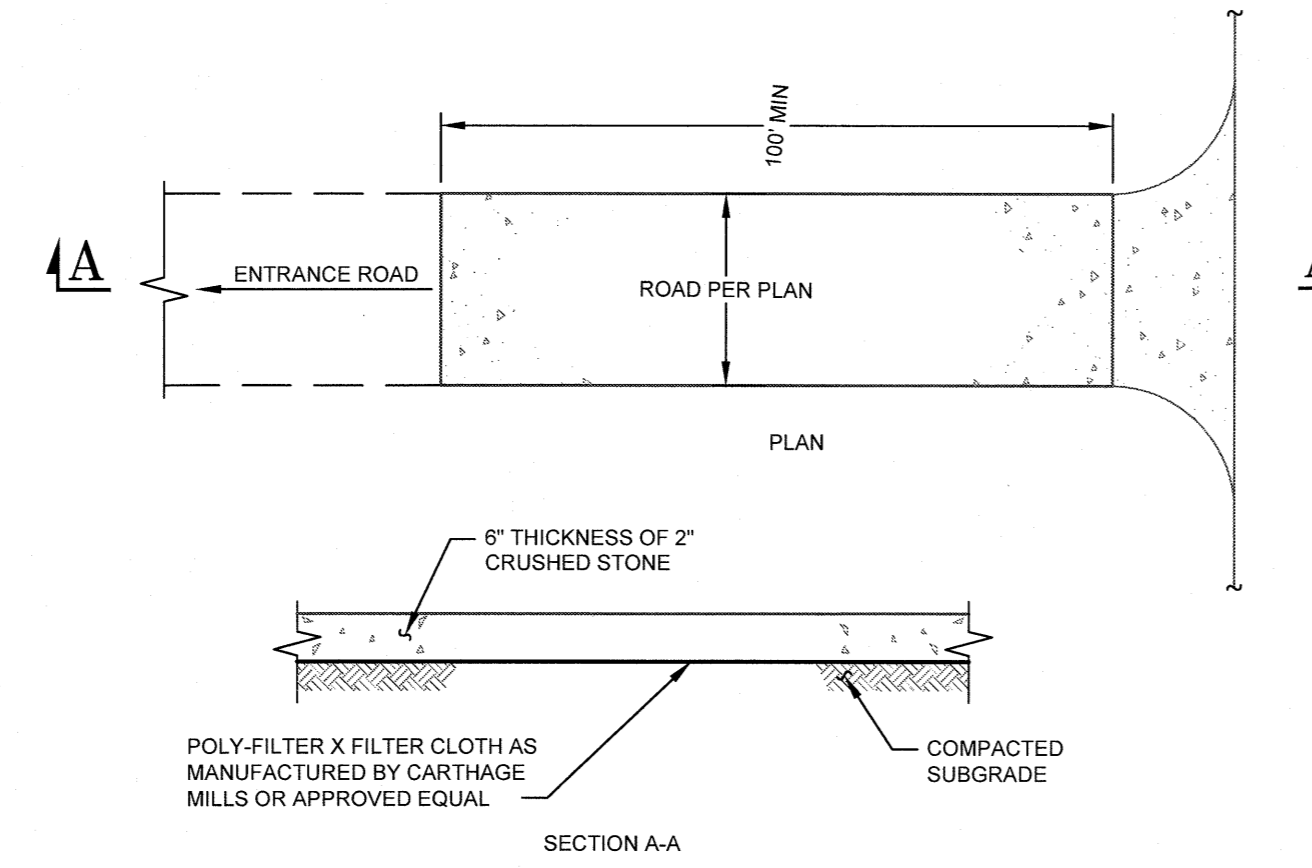 100' MIN
A
ENTRANCE ROAD
ROAD PER PLAN
PLAN
6" THICKNESS OF 2"
CRUSHED STONE
POLY-FILTER X FILTER CLOTH AS
MANUFACTURED BY CARTHAGE
MILLS OR APPROVED EQUAL
COMPACTED
SUBGRADE
SECTION A-A